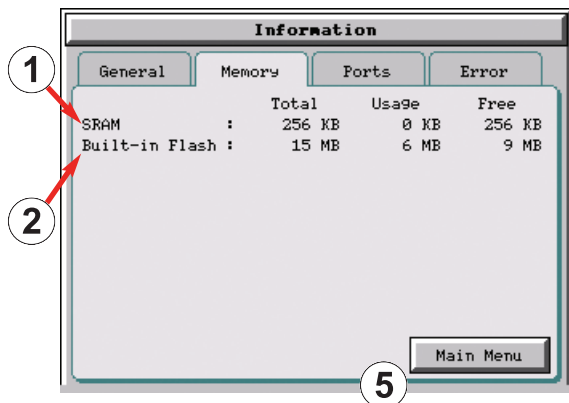 Information
General Memory Ports Error
1
Total Usage Free
SRAM : 256 KB 0 KB 256 KB
Built-in Flash : 15 MB 6 MB 9 MB
2
Main Menu
5